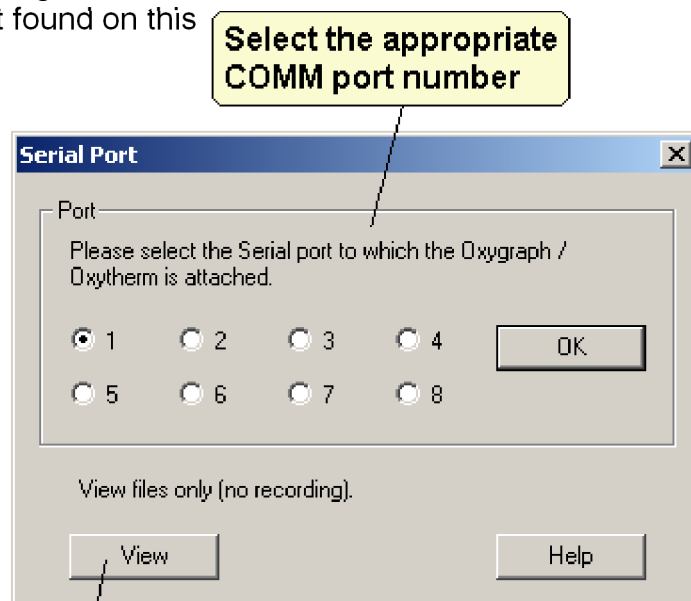 t found on this
Select the appropriate
COMM port number
Serial Port
Port
Please select the Serial port to which the Oxygraph /
Oxytherm is attached.
1 2 3 4 OK
5 6 7 8
View files only (no recording).
View Help